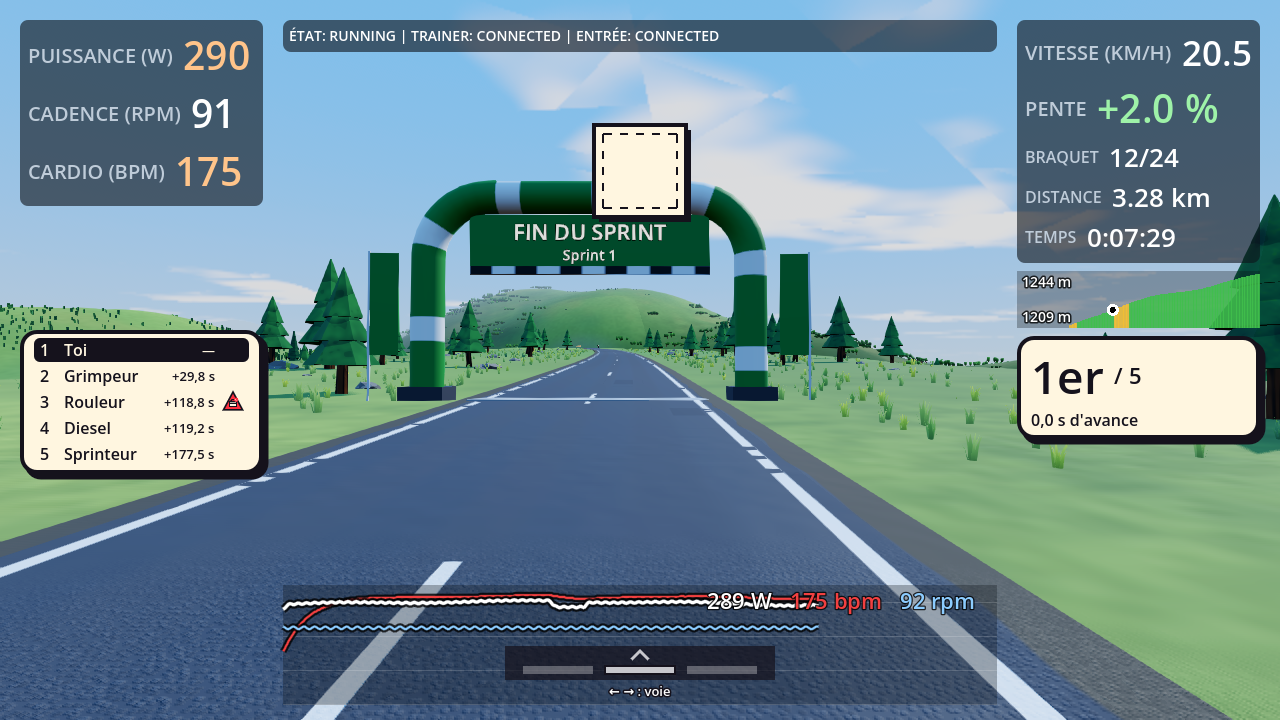 PUISSANCE (W) 290
CADENCE (RPM) 91
CARDIO (BPM) 175
ÉTAT: RUNNING | TRAINER: CONNECTED | ENTRÉE: CONNECTED
VITESSE (KM/H) 20.5
PENTE +2.0 %
BRAQUET 12/24
DISTANCE 3.28 km
TEMPS 0:07:29
1244 m
1209 m
FIN DU SPRINT
Sprint 1
1 Toi —
2 Grimpeur +29,8 s
3 Rouleur +118,8 s
4 Diesel +119,2 s
5 Sprinteur +177,5 s
1er / 5
0,0 s d'avance
289 W 175 bpm 92 rpm
← → : voie